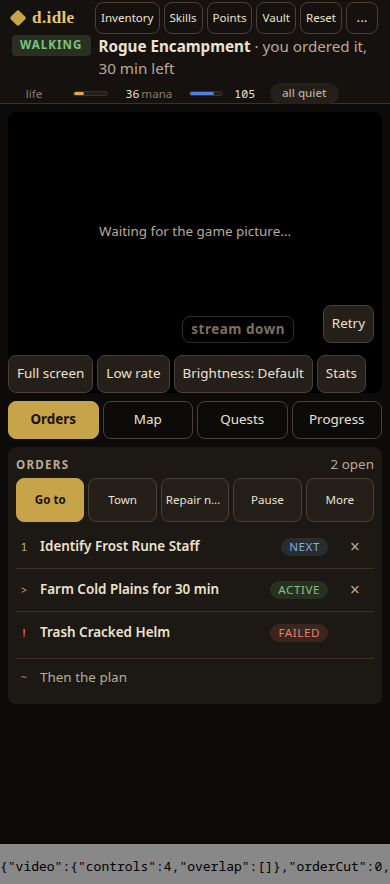 d.idle Inventory Skills Points Vault Reset ...
WALKING Rogue Encampment · you ordered it,
30 min left
life 36 mana 105 all quiet
Waiting for the game picture...
stream down Retry
Full screen Low rate Brightness: Default Stats
Orders Map Quests Progress
ORDERS 2 open
Go to Town Repair n... Pause More
1 Identify Frost Rune Staff NEXT ×
> Farm Cold Plains for 30 min ACTIVE ×
! Trash Cracked Helm FAILED
~ Then the plan
{"video":{"controls":4,"overlap":[]},"orderCut":0,